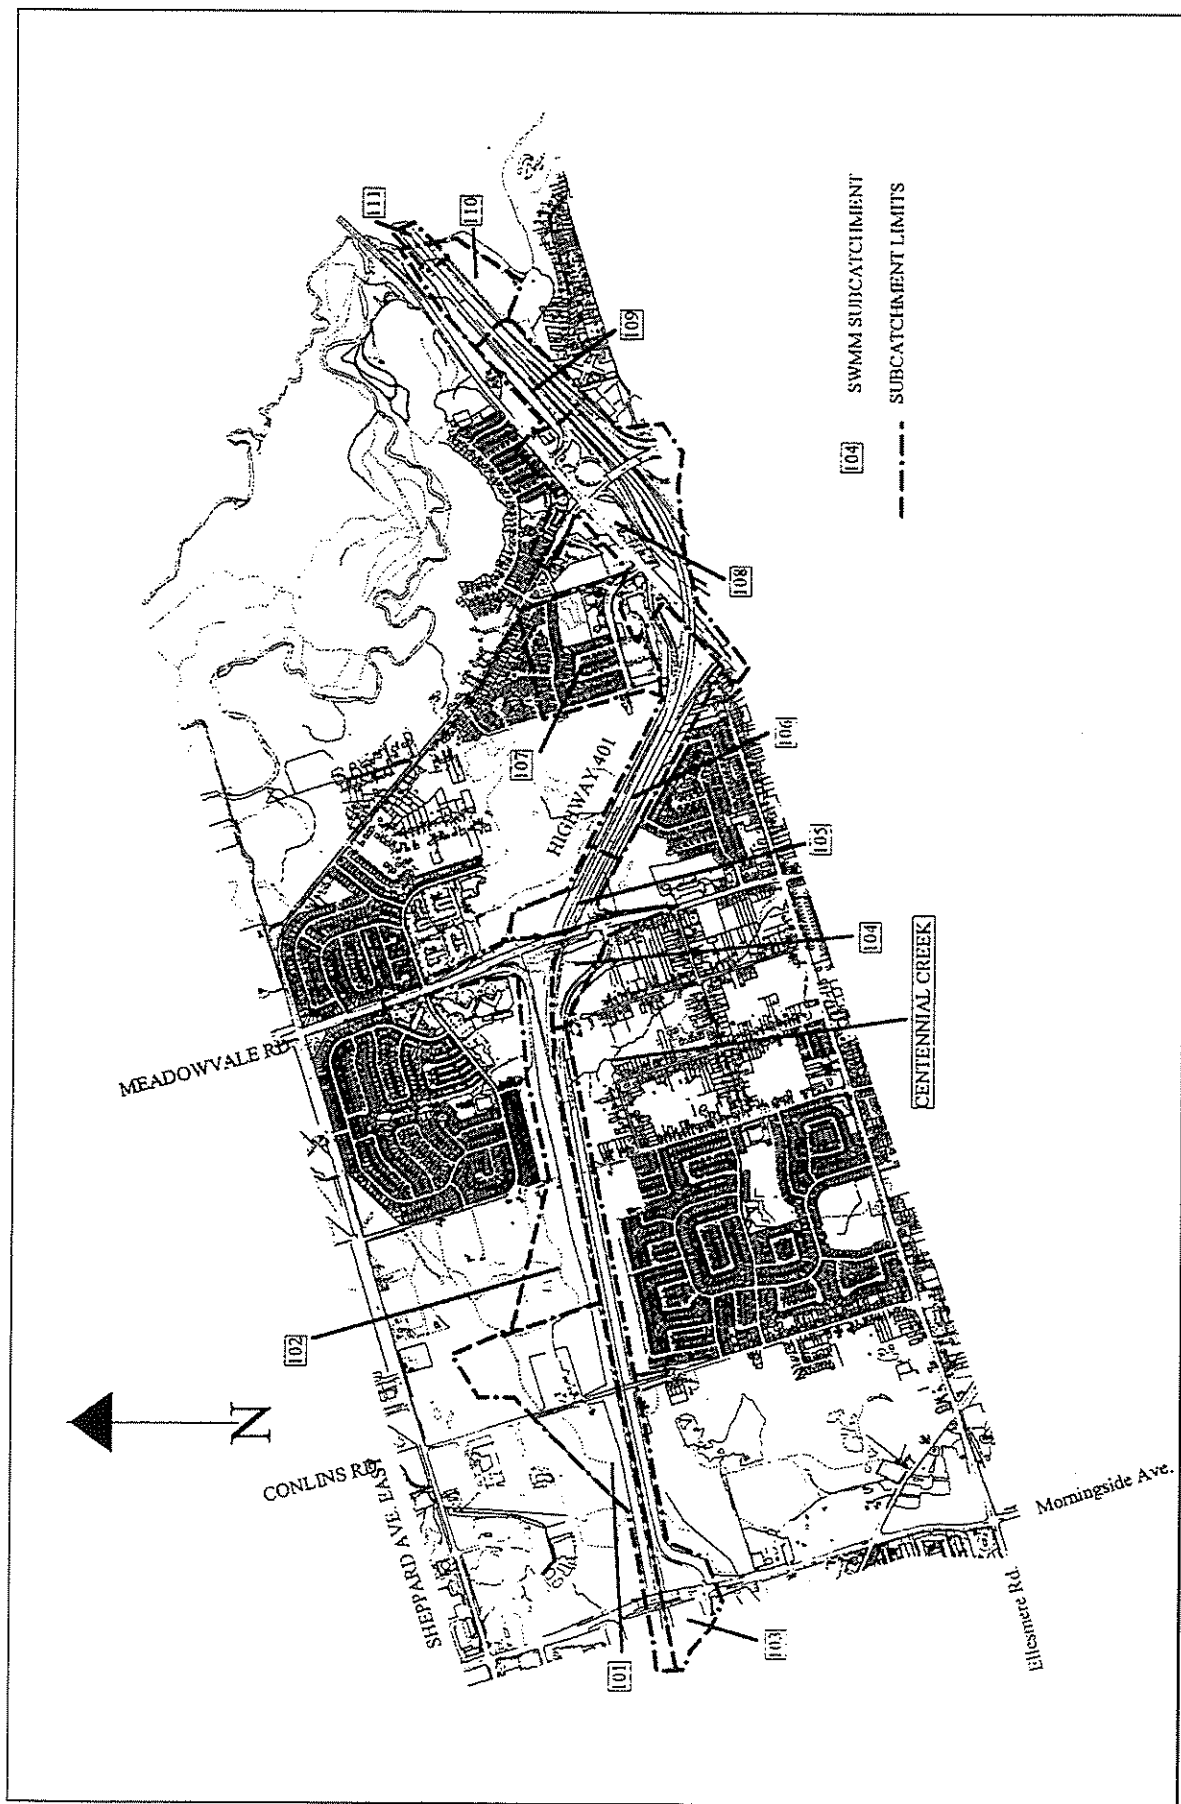 111
110
109
108
107
HIGHWAY 401
106
105
104
CENTENNIAL CREEK
MEADOWVALE RD
102
CONLINS RD
SHEPPARD AVE. EAST
101
103
Morningside Ave.
Ellesmere Rd.
N
104 SWMM SUBCATCHMENT
SUBCATCHMENT LIMITS